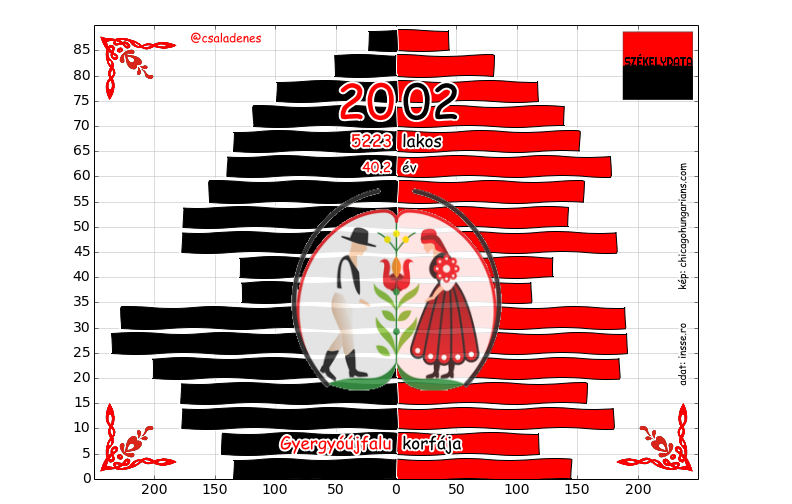 @csaladenes
SZÉKELYDATA
2002
5223 lakos
40.2 év
kép: chicagohungarians.com
adat: insse.ro
Gyergyóújfalu korfája
85
80
75
70
65
60
55
50
45
40
35
30
25
20
15
10
5
0
200 150 100 50 0 50 100 150 200